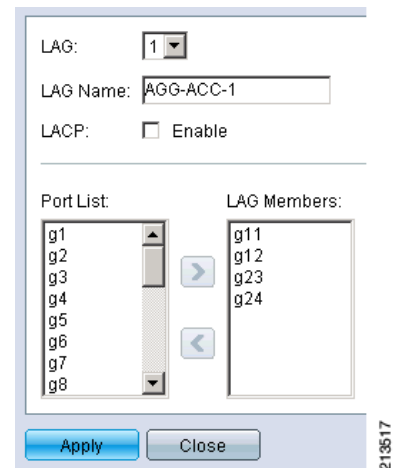 LAG: 1
LAG Name: AGG-ACC-1
LACP: Enable
Port List:
g1
g2
g3
g4
g5
g6
g7
g8
LAG Members:
g11
g12
g23
g24
Apply Close
213517